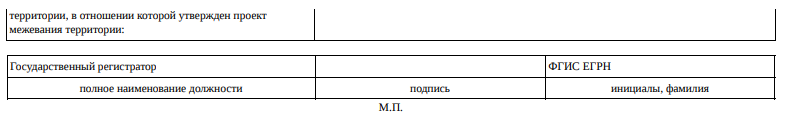 территории, в отношении которой утвержден проект
межевания территории:
Государственный регистратор ФГИС ЕГРН
полное наименование должности подпись инициалы, фамилия
М.П.